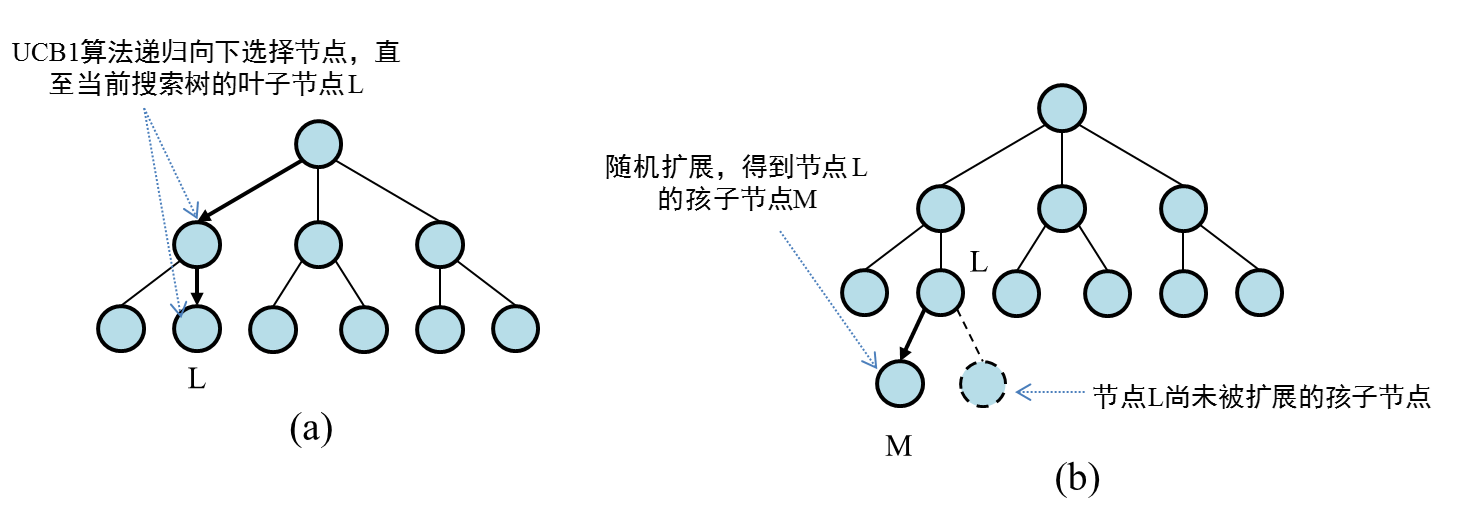 UCB1算法递归向下选择节点，直
至当前搜索树的叶子节点L
L
(a)
随机扩展，得到节点L
的孩子节点M
L
节点L尚未被扩展的孩子节点
M
(b)